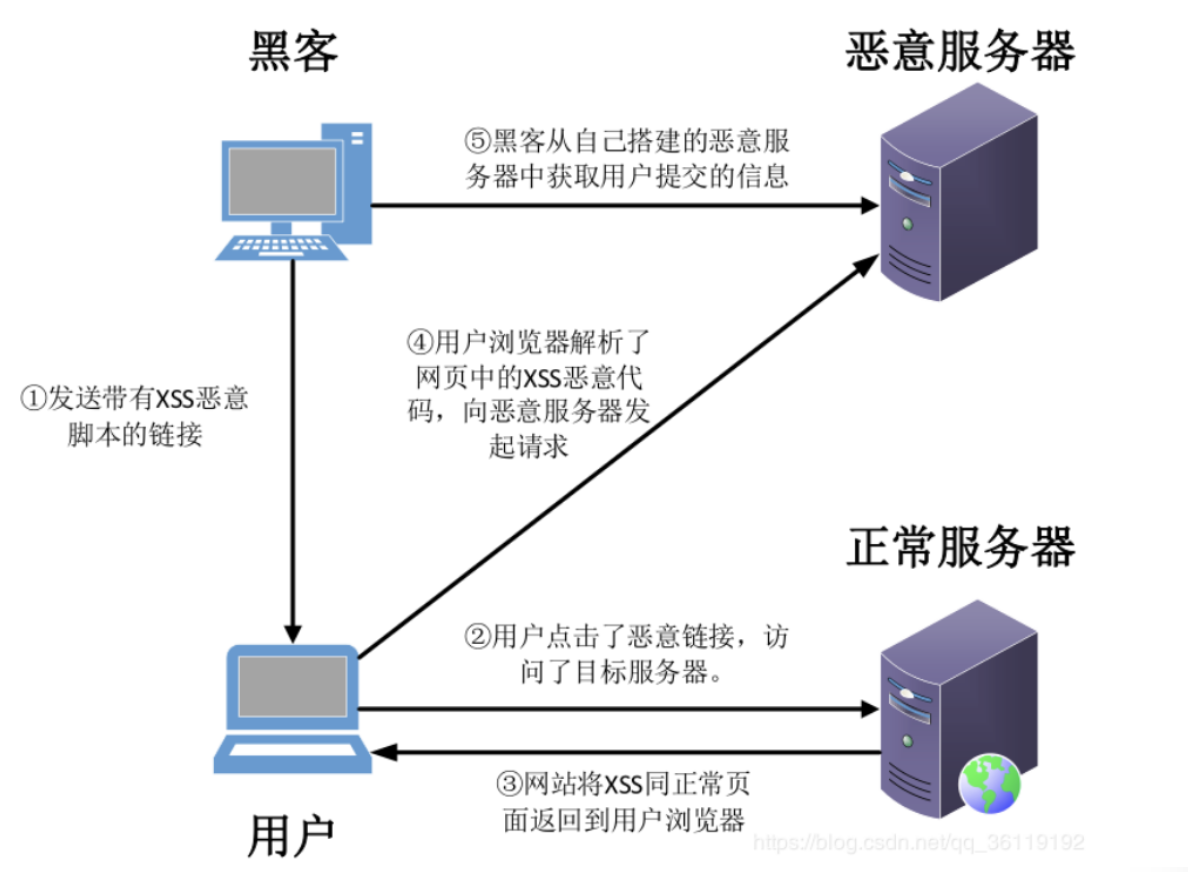 黑客
恶意服务器
⑤黑客从自己搭建的恶意服
务器中获取用户提交的信息
④用户浏览器解析了
网页中的XSS恶意代
码，向恶意服务器发
起请求
①发送带有XSS恶意
脚本的链接
正常服务器
②用户点击了恶意链接，访
问了目标服务器。
③网站将XSS同正常页
面返回到用户浏览器
用户
https://blog.csdn.net/qq_36119192